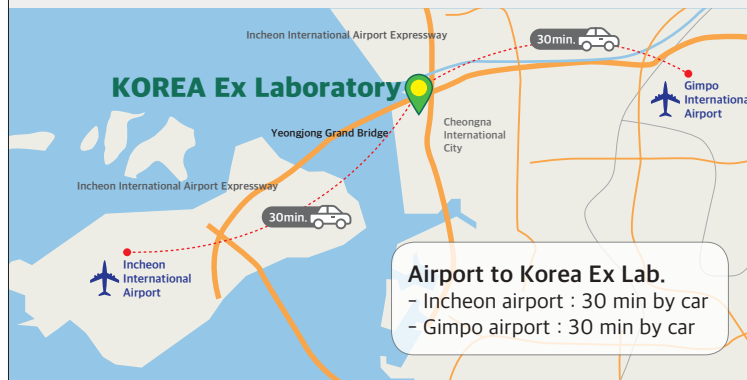 Incheon International Airport Expressway
30min.
KOREA Ex Laboratory
Gimpo
International
Airport
Cheongna
International
City
Yeongjong Grand Bridge
Incheon International Airport Expressway
30min.
Incheon
International
Airport
Airport to Korea Ex Lab.
- Incheon airport : 30 min by car
- Gimpo airport : 30 min by car